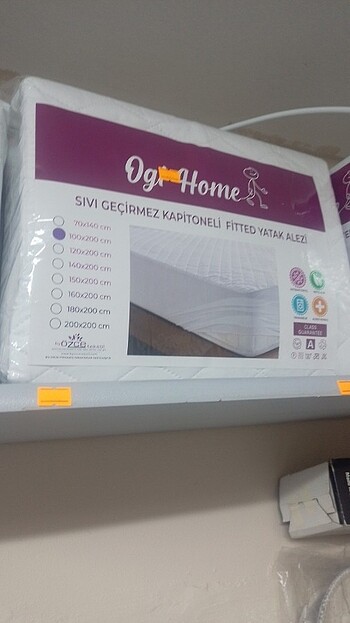 Home
SIVI GEÇİRMEZ KAPİTONELİ FITTED YATAK ALEZİ
70x140 cm
100x200 cm
120x200 cm
140x200 cm
150x200 cm
160x200 cm
180x200 cm
200x200 cm
CLASS
GUARANTEE
A